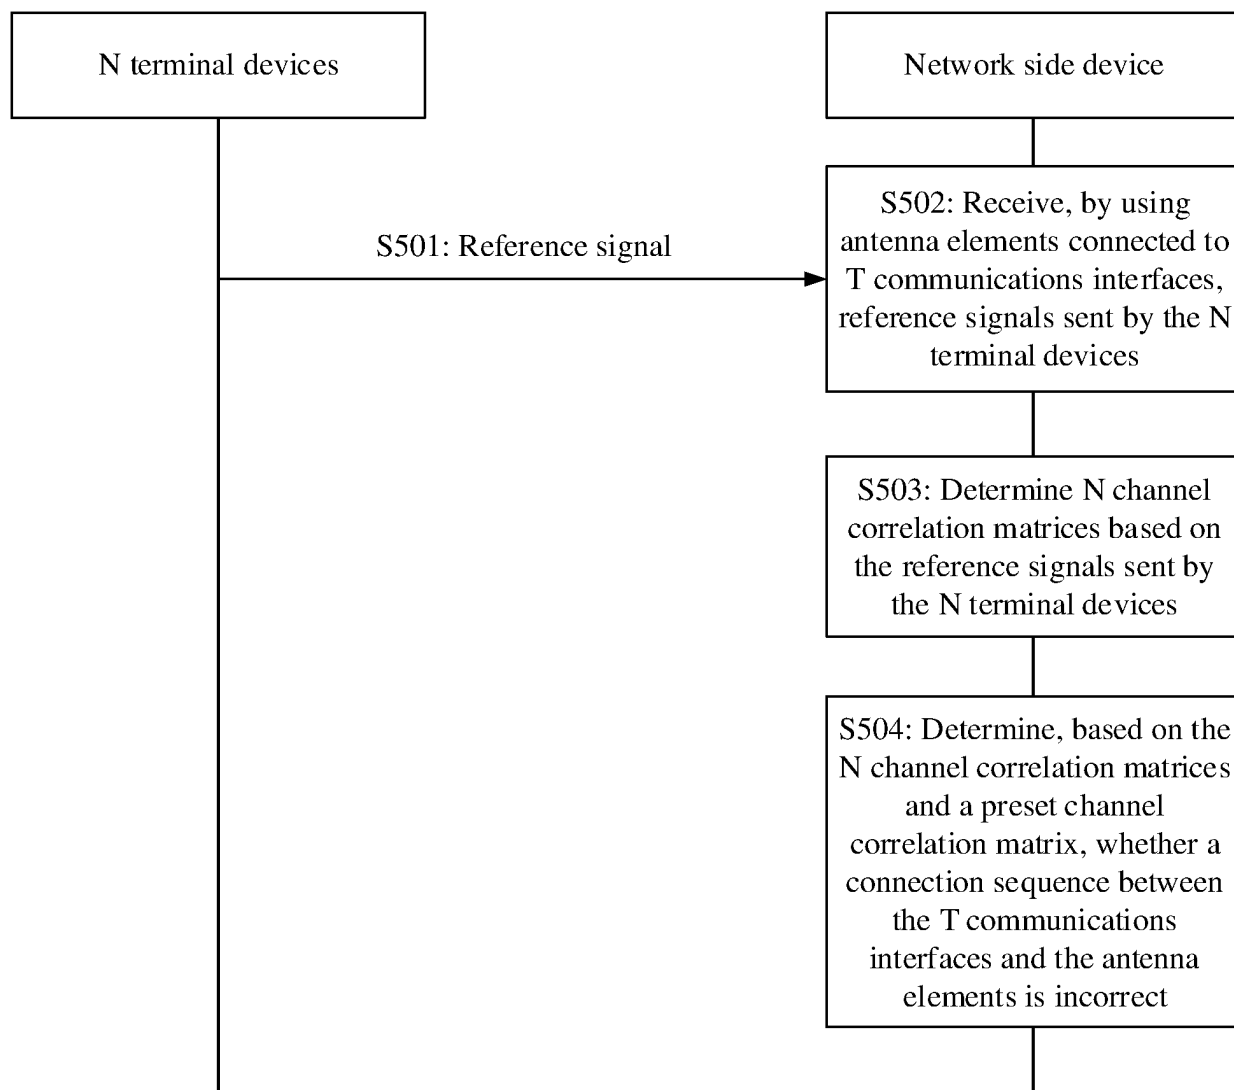 N terminal devices
Network side device
S501: Reference signal
S502: Receive, by using
antenna elements connected to
T communications interfaces,
reference signals sent by the N
terminal devices
S503: Determine N channel
correlation matrices based on
the reference signals sent by
the N terminal devices
S504: Determine, based on the
N channel correlation matrices
and a preset channel
correlation matrix, whether a
connection sequence between
the T communications
interfaces and the antenna
elements is incorrect